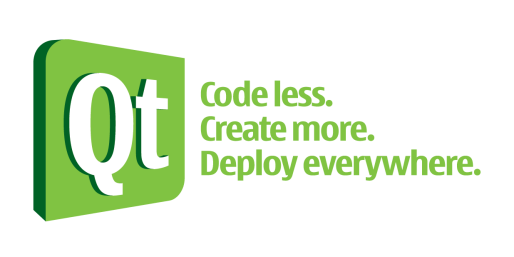 Qt
Code less.
Create more.
Deploy everywhere.